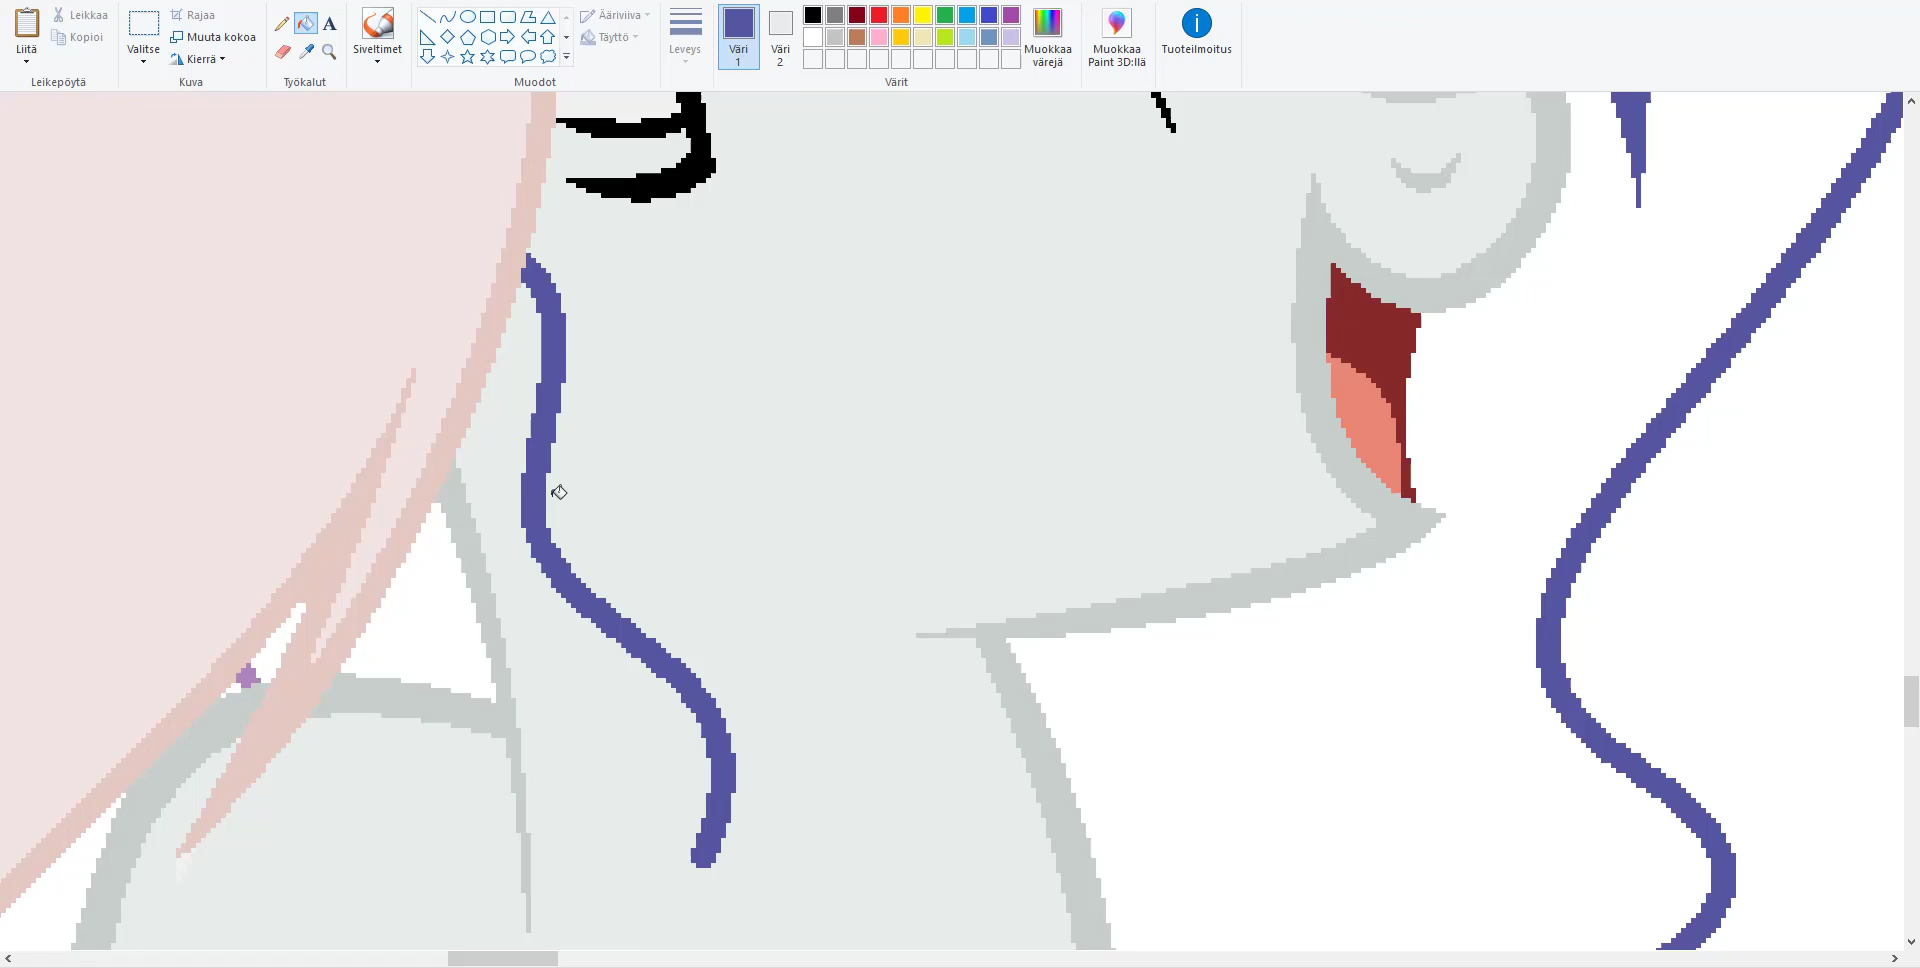 Liitä
Leikkaa
Kopioi
Leikepöytä
Valitse
Rajaa
Muuta kokoa
Kierrä
Kuva
A
Työkalut
Siveltimet
Ääriviiva
Täyttö
Muodot
Leveys
Väri
1
Väri
2
Värit
Muokkaa
värejä
Muokkaa
Paint 3D:llä
Tuoteilmoitus